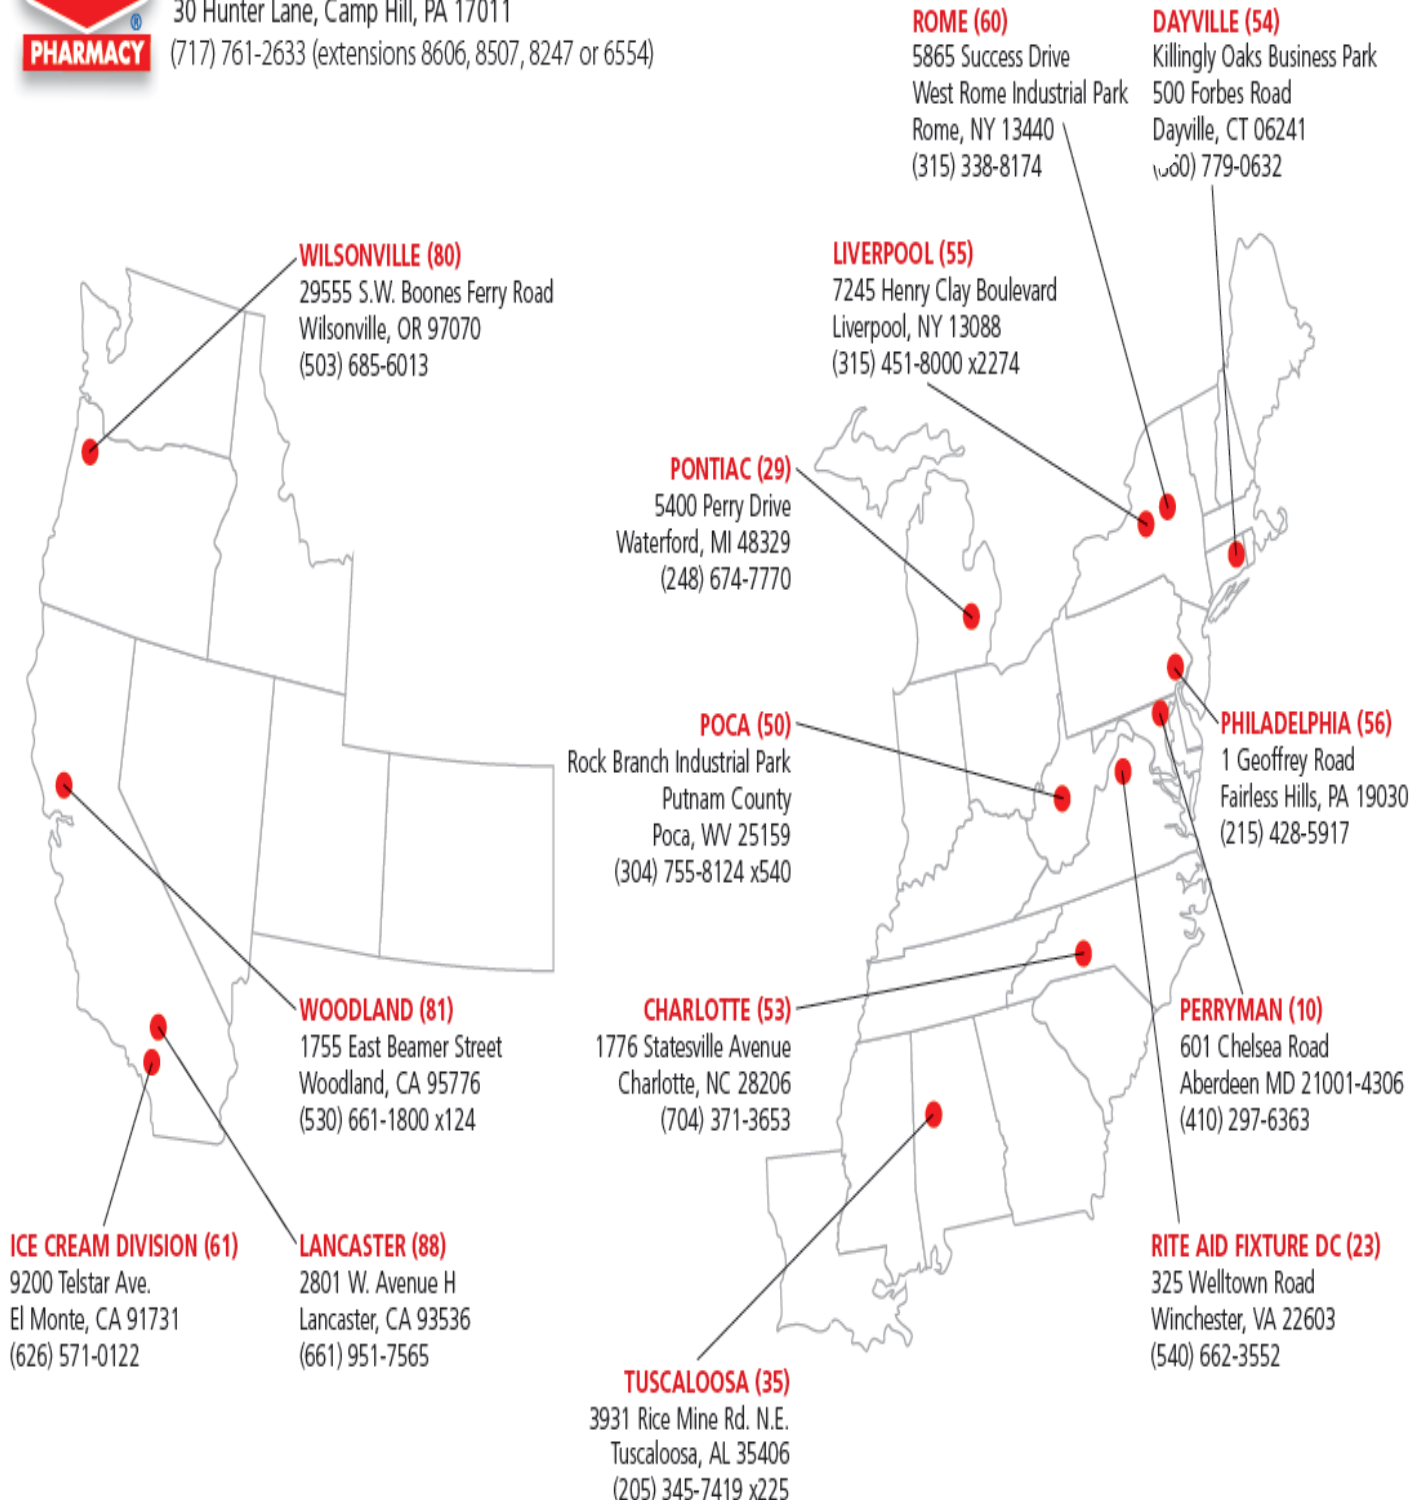 30 Hunter Lane, Camp Hill, PA 17011
PHARMACY
®
(717) 761-2633 (extensions 8606, 8507, 8247 or 6554)
ROME (60)
5865 Success Drive
West Rome Industrial Park
Rome, NY 13440
(315) 338-8174
DAYVILLE (54)
Killingly Oaks Business Park
500 Forbes Road
Dayville, CT 06241
779-0632
WILSONVILLE (80)
29555 S.W. Boones Ferry Road
Wilsonville, OR 97070
(503) 685-6013
LIVERPOOL (55)
7245 Henry Clay Boulevard
Liverpool, NY 13088
(315) 451-8000 x2274
PONTIAC (29)
5400 Perry Drive
Waterford, MI 48329
(248) 674-7770
POCA (50)
Rock Branch Industrial Park
Putnam County
Poca, WV 25159
(304) 755-8124 x540
PHILADELPHIA (56)
1 Geoffrey Road
Fairless Hills, PA 19030
(215) 428-5917
WOODLAND (81)
1755 East Beamer Street
Woodland, CA 95776
(530) 661-1800 x124
CHARLOTTE (53)
1776 Statesville Avenue
Charlotte, NC 28206
(704) 371-3653
PERRYMAN (10)
601 Chelsea Road
Aberdeen MD 21001-4306
(410) 297-6363
ICE CREAM DIVISION (61)
9200 Telstar Ave.
El Monte, CA 91731
(626) 571-0122
LANCASTER (88)
2801 W. Avenue H
Lancaster, CA 93536
(661) 951-7565
RITE AID FIXTURE DC (23)
325 Welltown Road
Winchester, VA 22603
(540) 662-3552
TUSCALOOSA (35)
3931 Rice Mine Rd. N.E.
Tuscaloosa, AL 35406
(205) 345-7419 x225